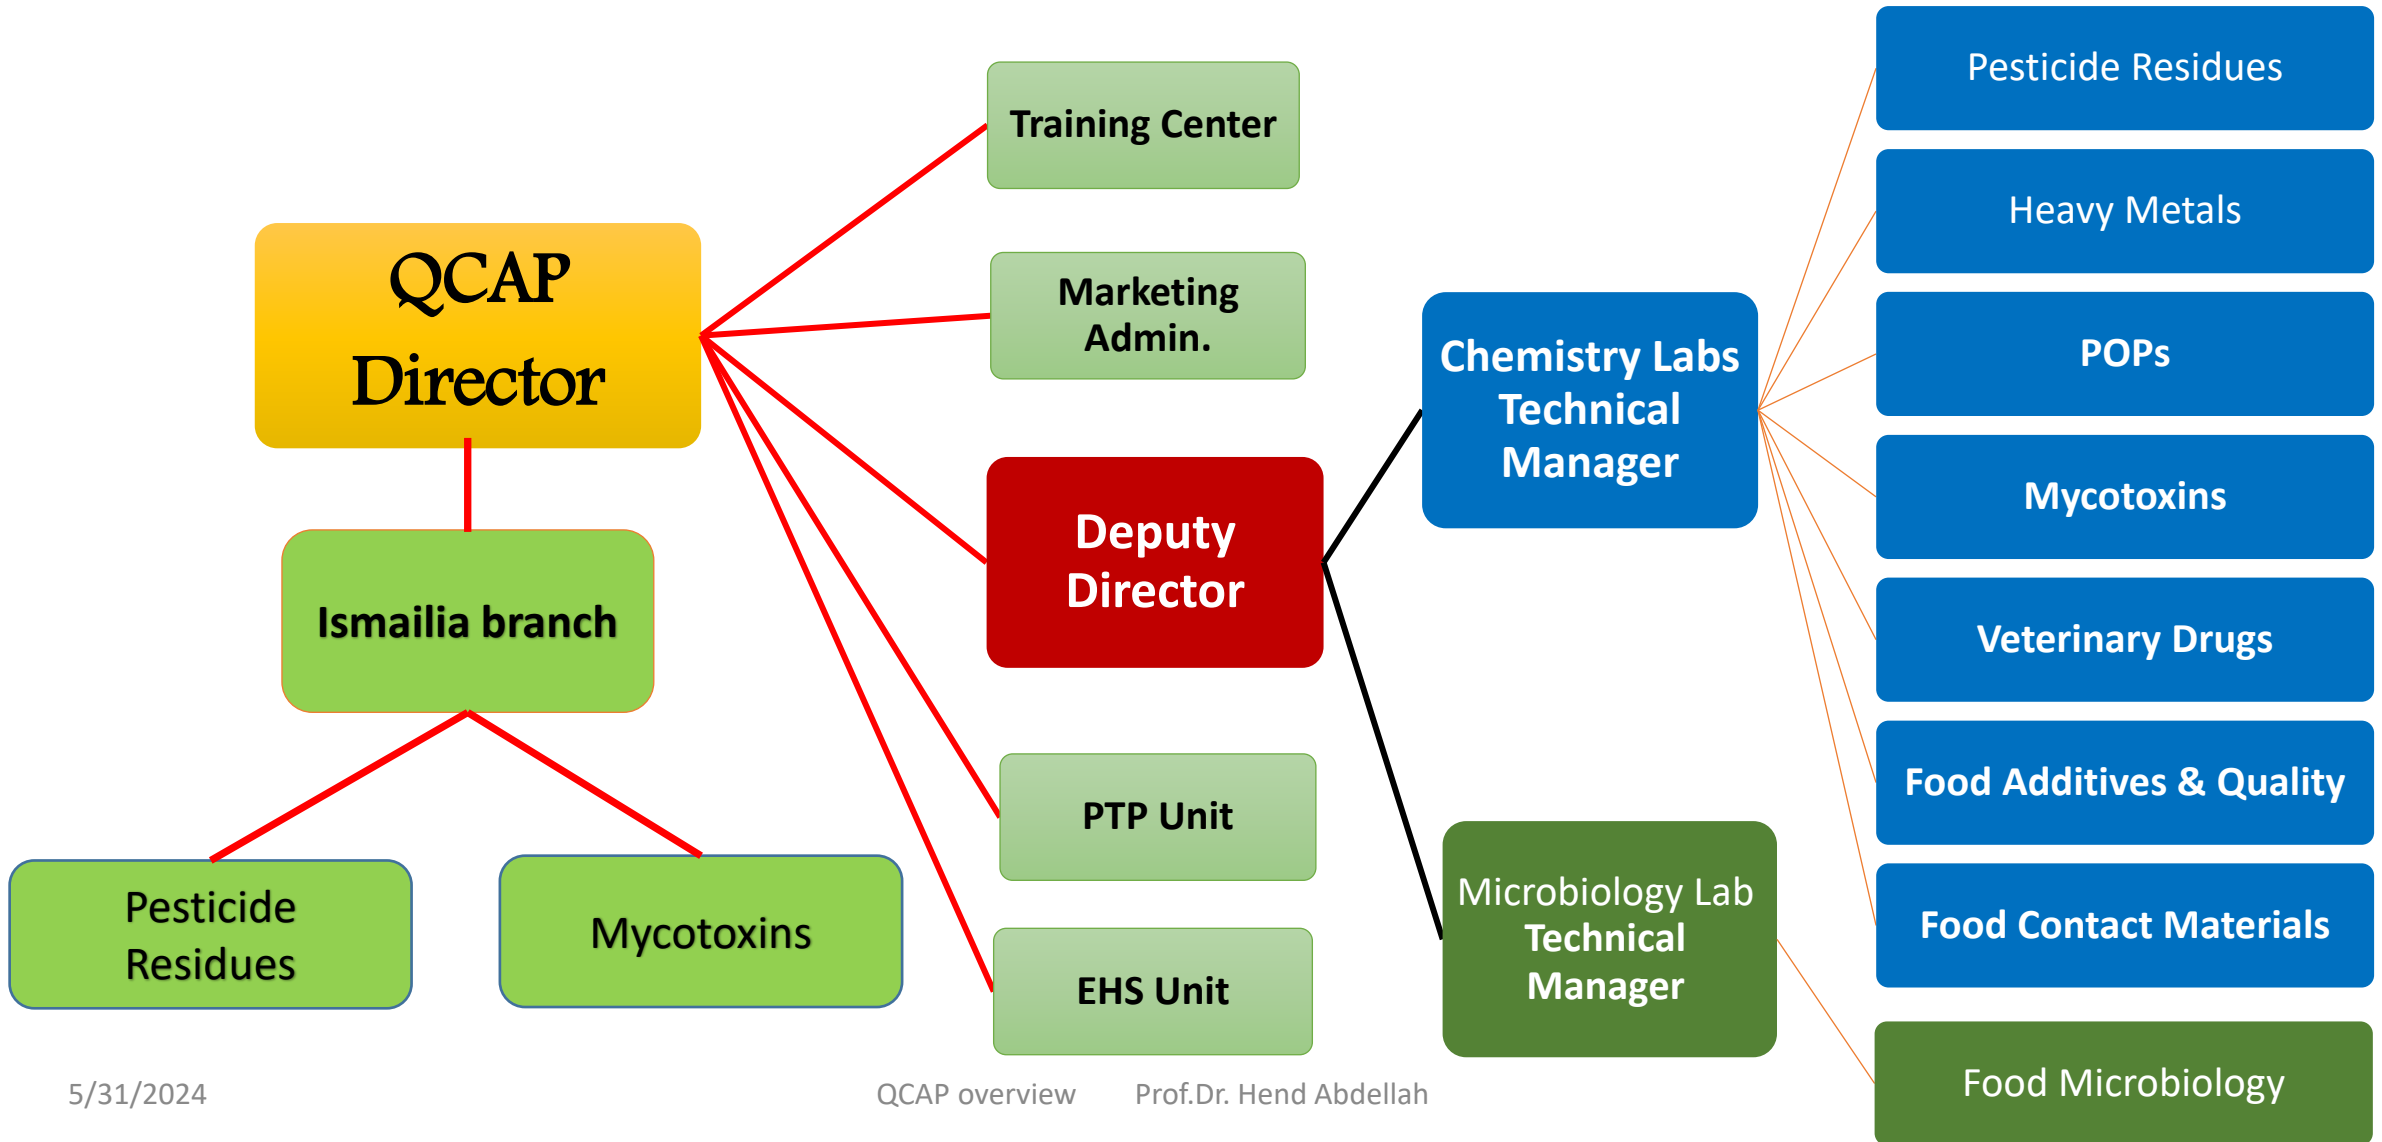 QCAP
Director
Ismailia branch
Pesticide
Residues
Mycotoxins
Training Center
Marketing
Admin.
Deputy
Director
PTP Unit
EHS Unit
Chemistry Labs
Technical
Manager
Microbiology Lab
Technical
Manager
Pesticide Residues
Heavy Metals
POPs
Mycotoxins
Veterinary Drugs
Food Additives & Quality
Food Contact Materials
Food Microbiology
5/31/2024
QCAP overview Prof.Dr. Hend Abdellah